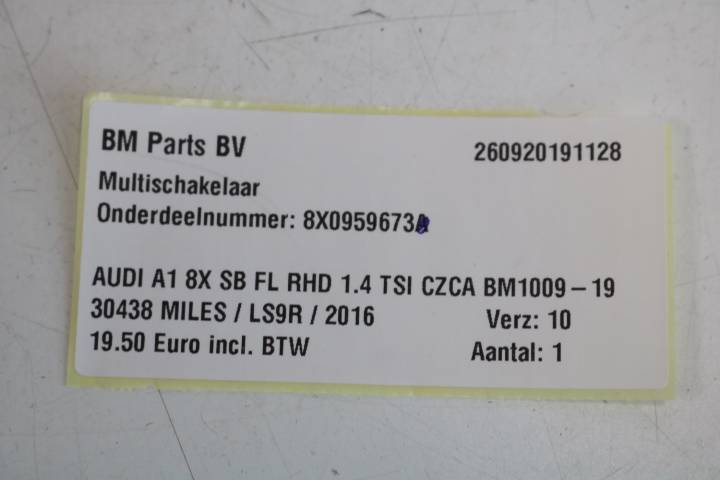 BM Parts BV 260920191128
Multischakelaar
Onderdeelnummer: 8X0959673
AUDI A1 8X SB FL RHD 1.4 TSI CZCA BM1009-19
30438 MILES / LS9R / 2016 Verz: 10
19.50 Euro incl. BTW Aantal: 1